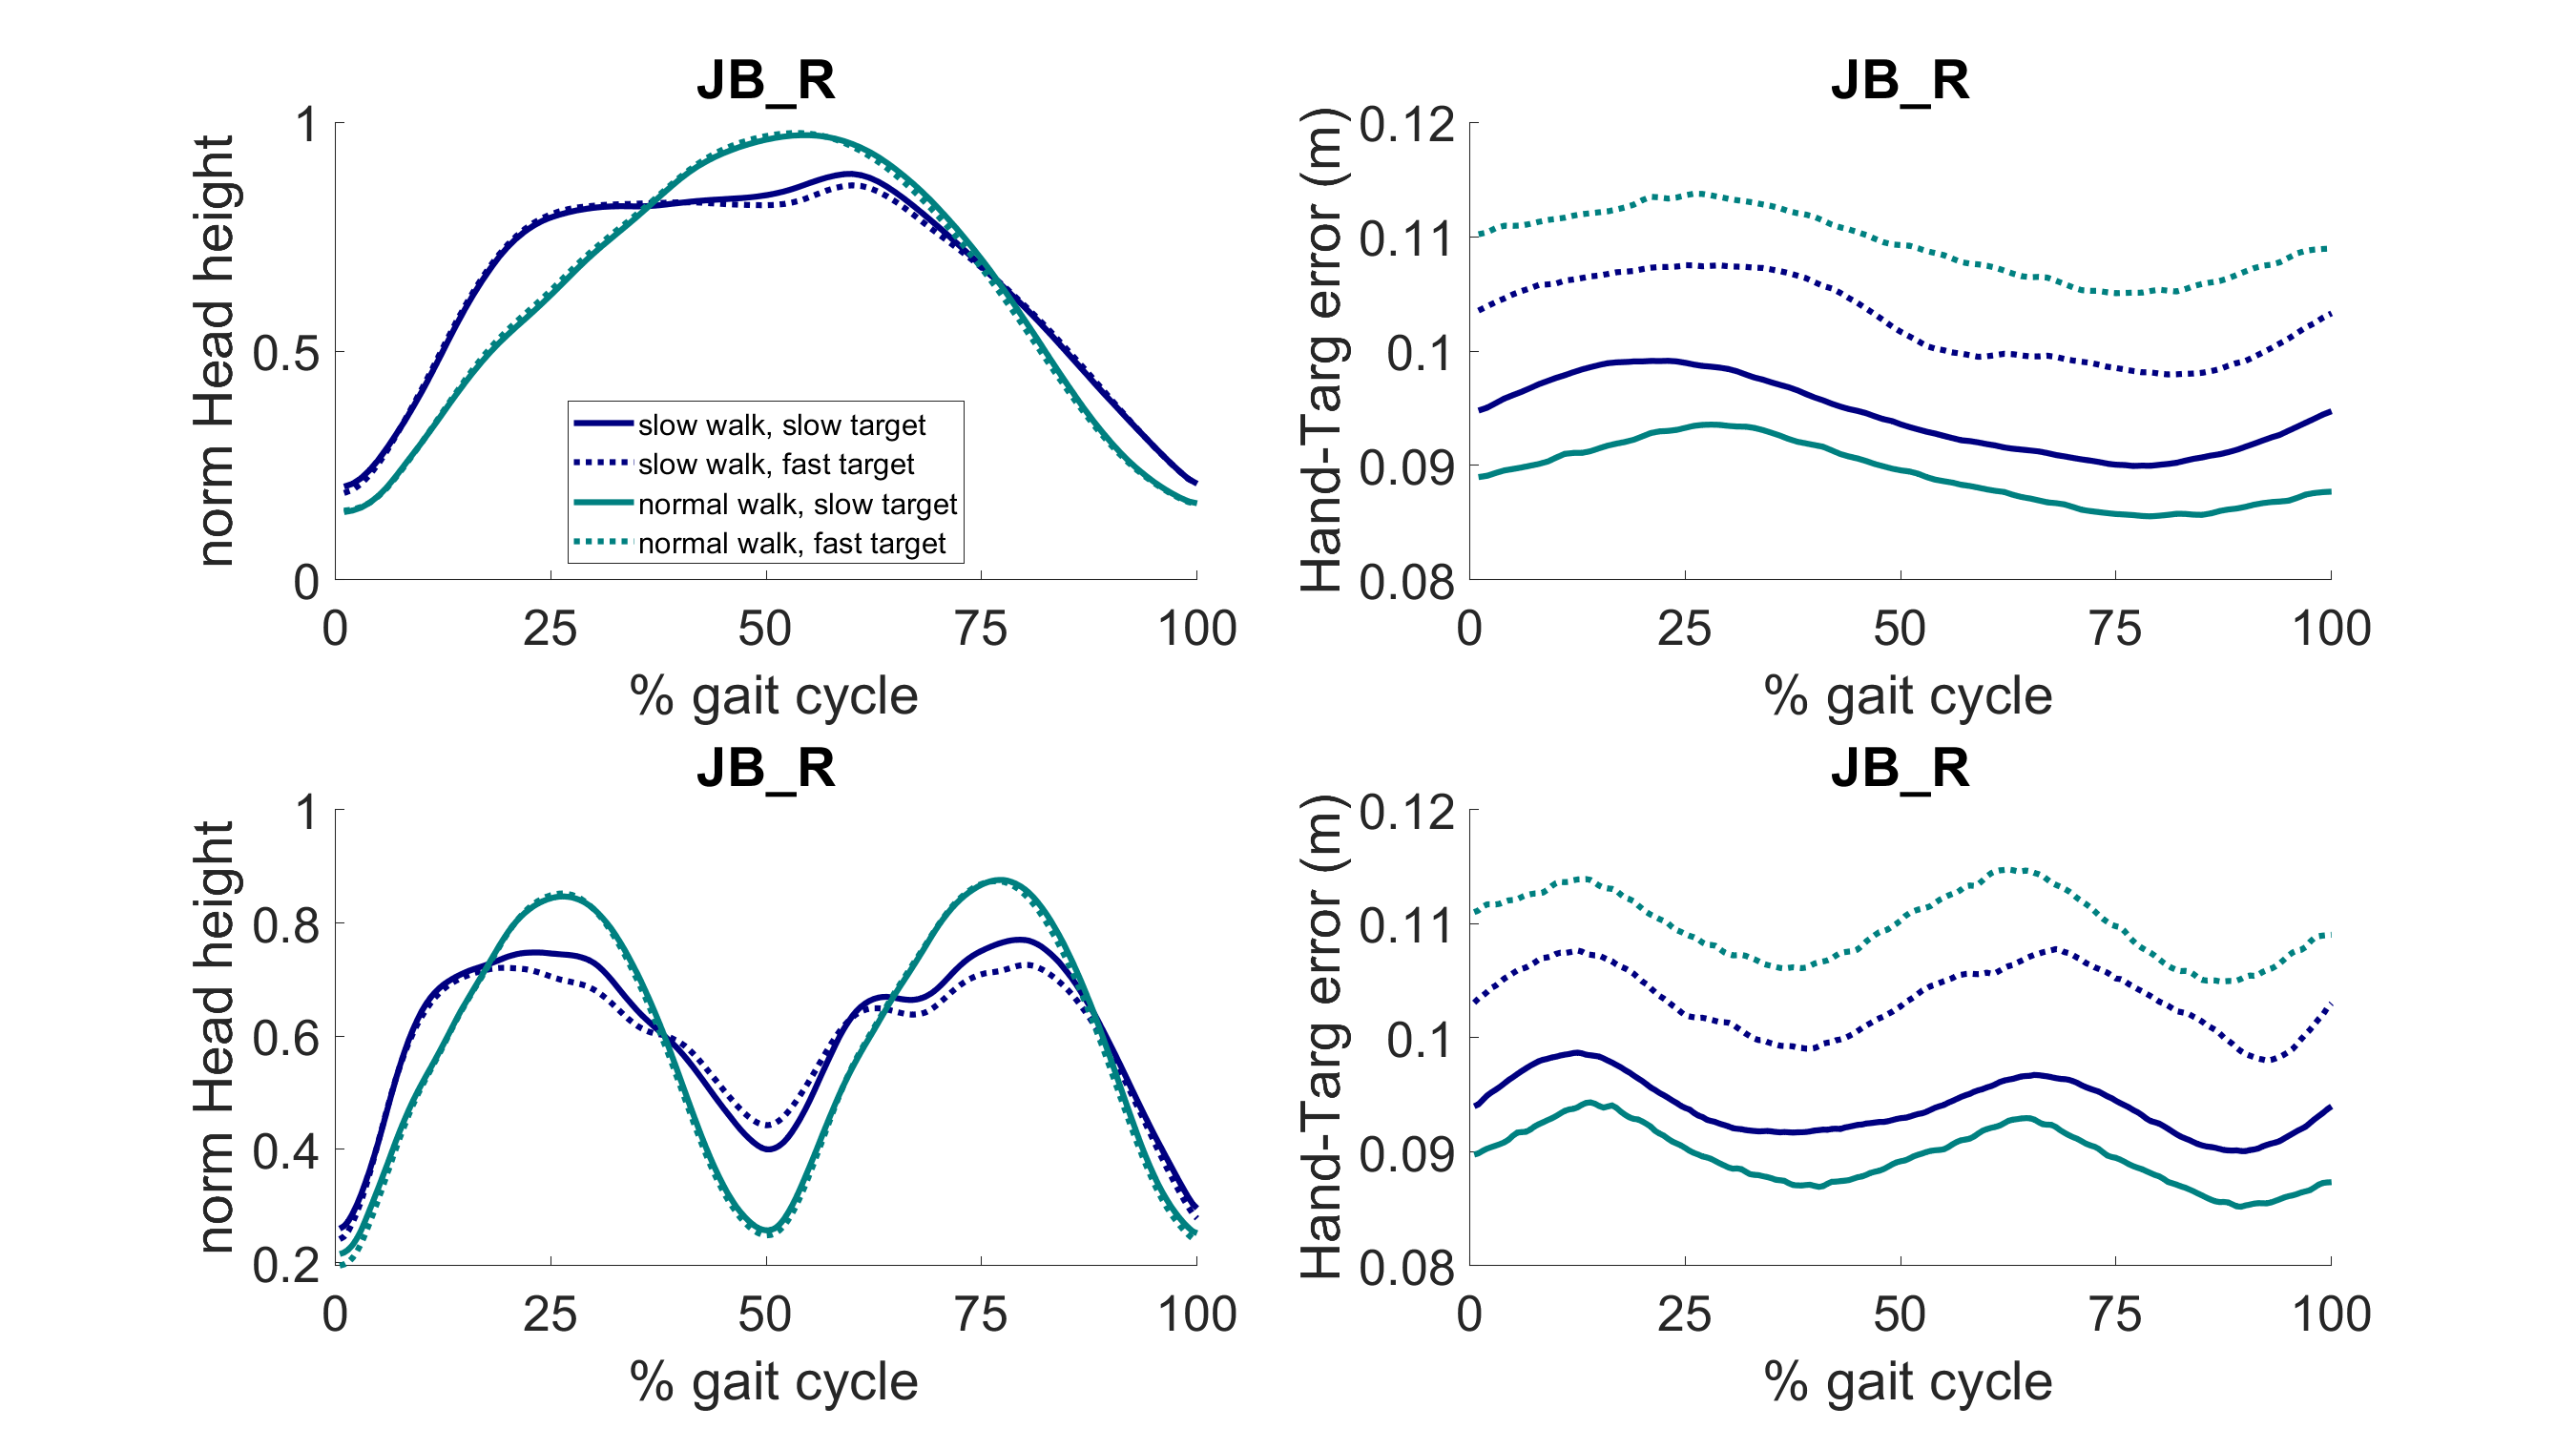 JB_R
norm Head height
1
0.5
0
0 25 50 75 100
% gait cycle
slow walk, slow target
slow walk, fast target
normal walk, slow target
normal walk, fast target
JB_R
Hand-Targ error (m)
0.12
0.11
0.1
0.09
0.08
0 25 50 75 100
% gait cycle
JB_R
norm Head height
1
0.8
0.6
0.4
0.2
0 25 50 75 100
% gait cycle
JB_R
Hand-Targ error (m)
0.12
0.11
0.1
0.09
0.08
0 25 50 75 100
% gait cycle